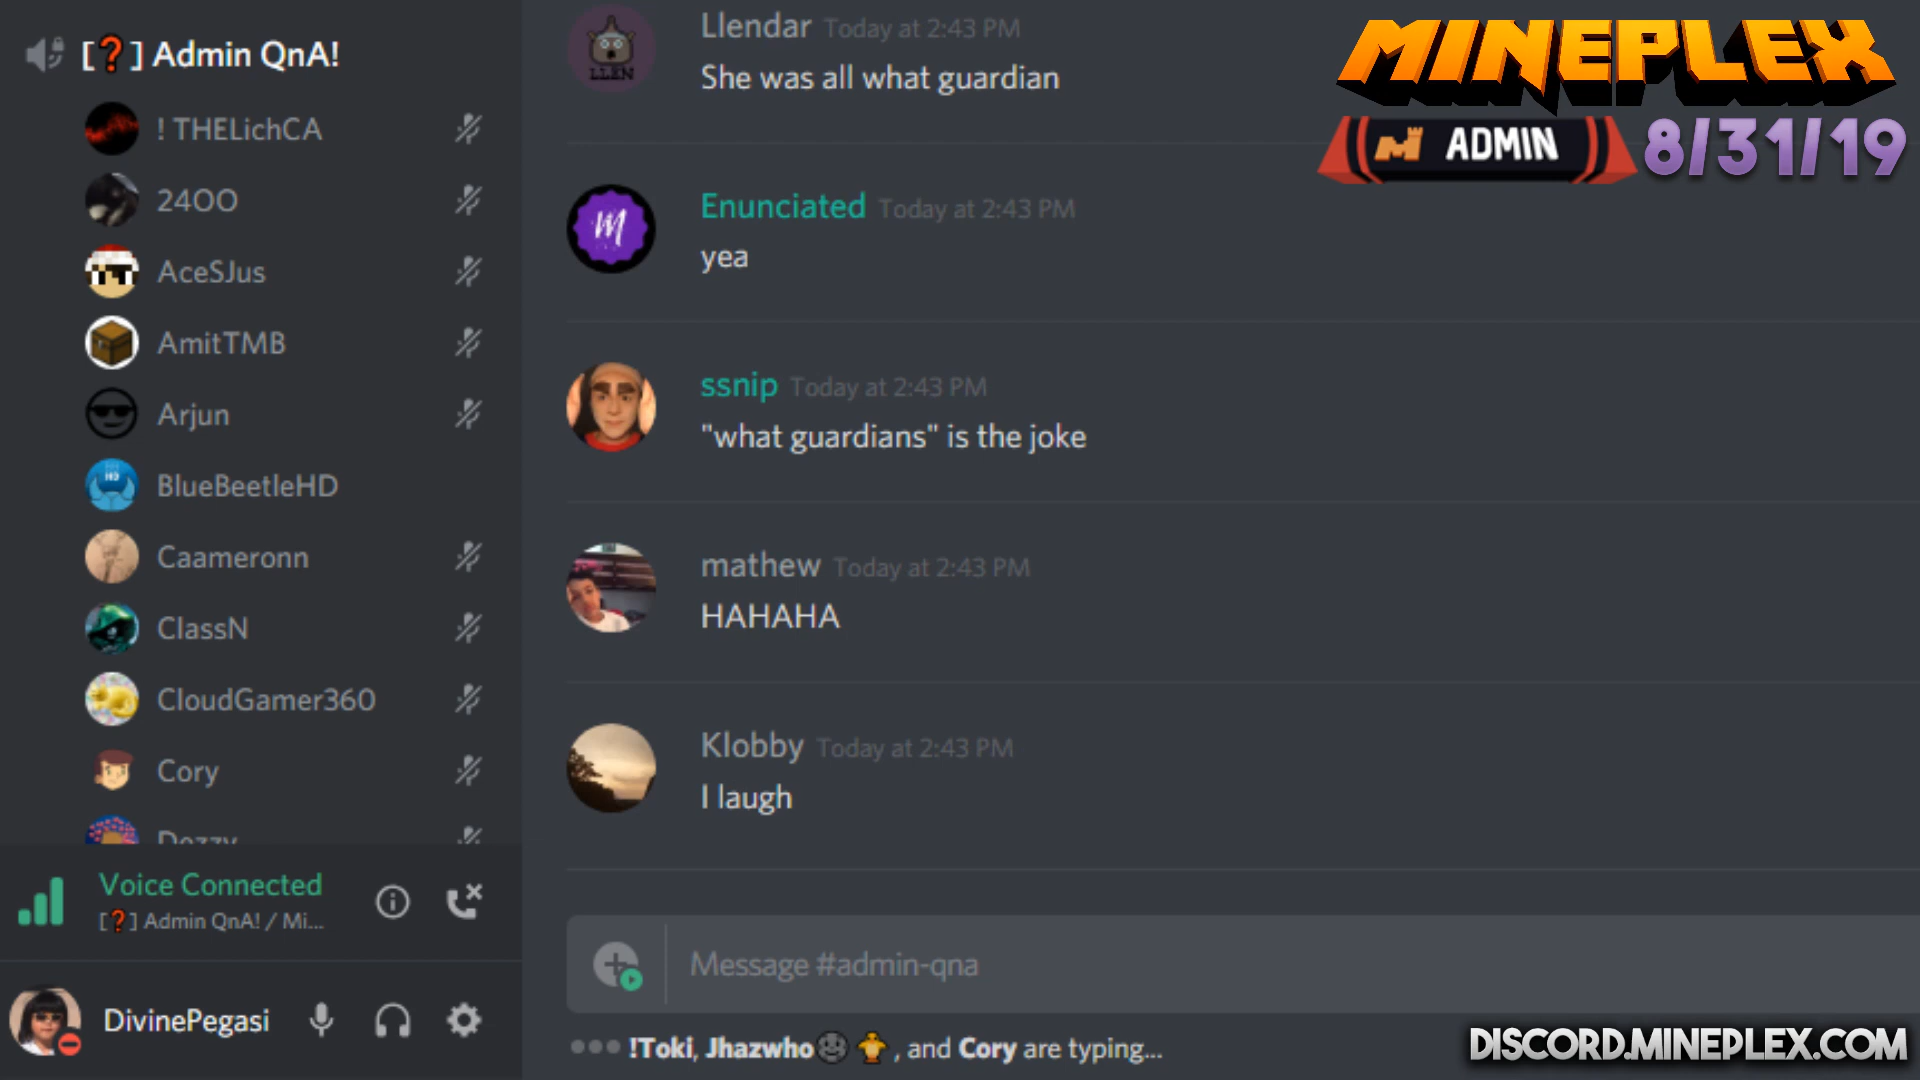 [❓] Admin QnA!
! THELichCA
24OO
AceSJus
AmitTMB
Arjun
BlueBeetleHD
Caameronn
ClassN
CloudGamer360
Cory
Dozzy
Voice Connected
[❓] Admin QnA! / Mi...
DivinePegasi
LLEN
Llendar Today at 2:43 PM
She was all what guardian
Enunciated Today at 2:43 PM
yea
ssnip Today at 2:43 PM
"what guardians" is the joke
mathew Today at 2:43 PM
HAHAHA
Klobby Today at 2:43 PM
I laugh
Message #admin-qna
!Toki, Jhazwho , and Cory are typing...
MINEPLEX
ADMIN 8/31/19
DISCORD.MINEPLEX.COM
M
HD